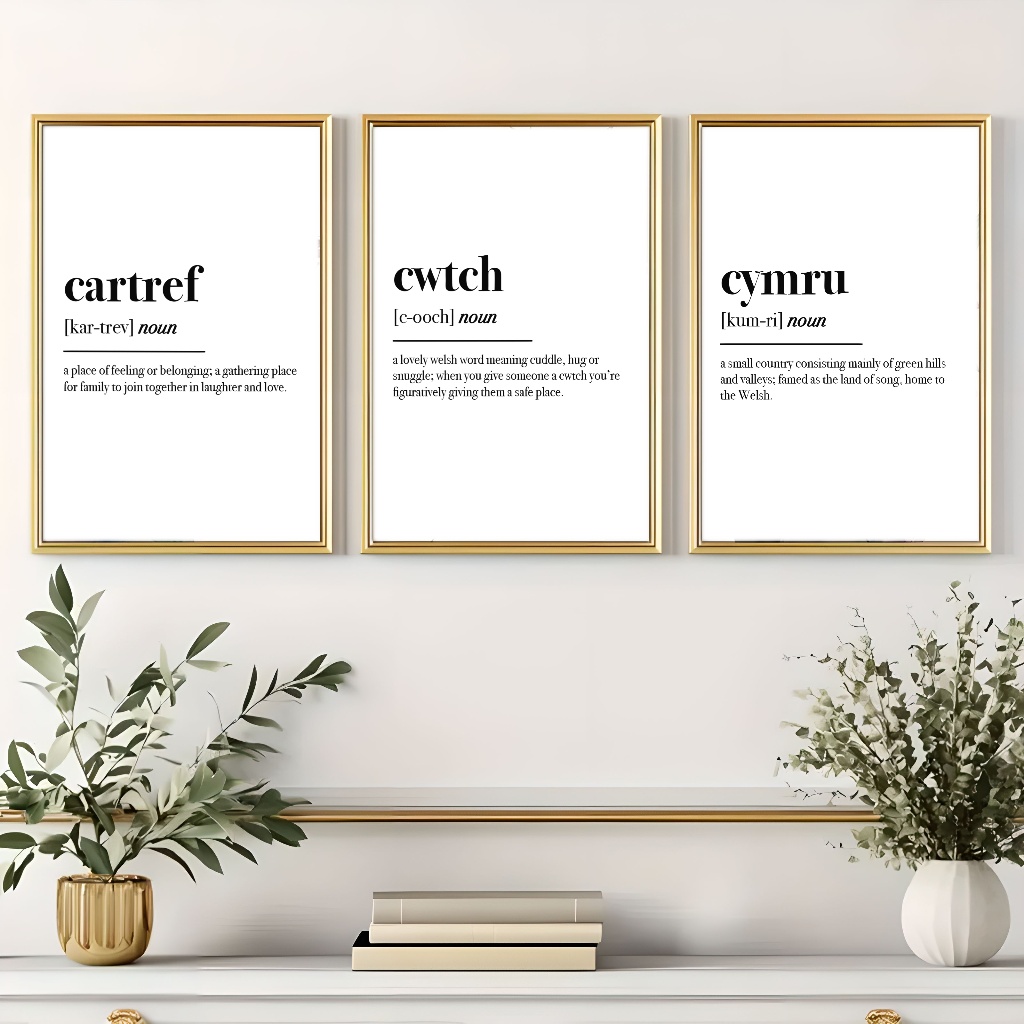 cartref
[kar-trev] noun
a place of feeling or belonging; a gathering place
for family to join together in laughter and love.
cwtch
[c-ooch] noun
a lovely welsh word meaning cuddle, hug or
snuggle; when you give someone a cwtch you're
figuratively giving them a safe place.
cymru
[kum-ri] noun
a small country consisting mainly of green hills
and valleys; famed as the land of song, home to
the Welsh.